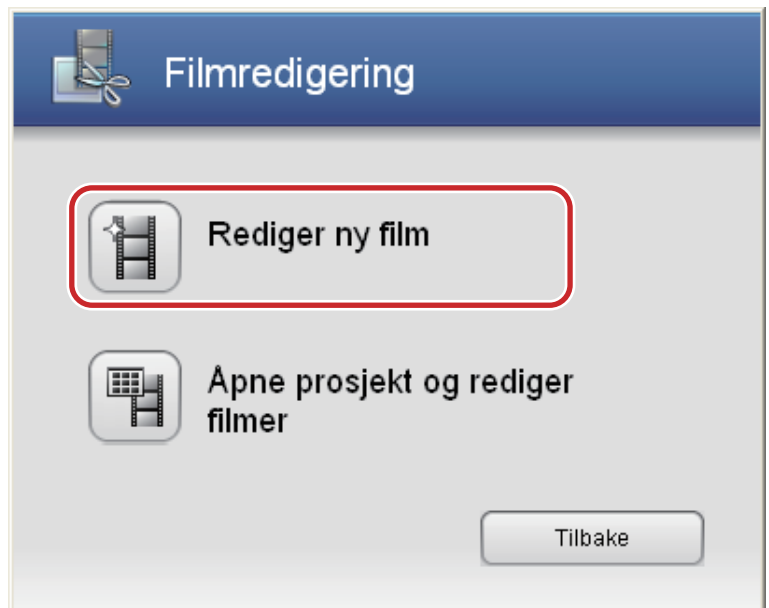 Filmredigering
Rediger ny film
Åpne prosjekt og rediger
filmer
Tilbake